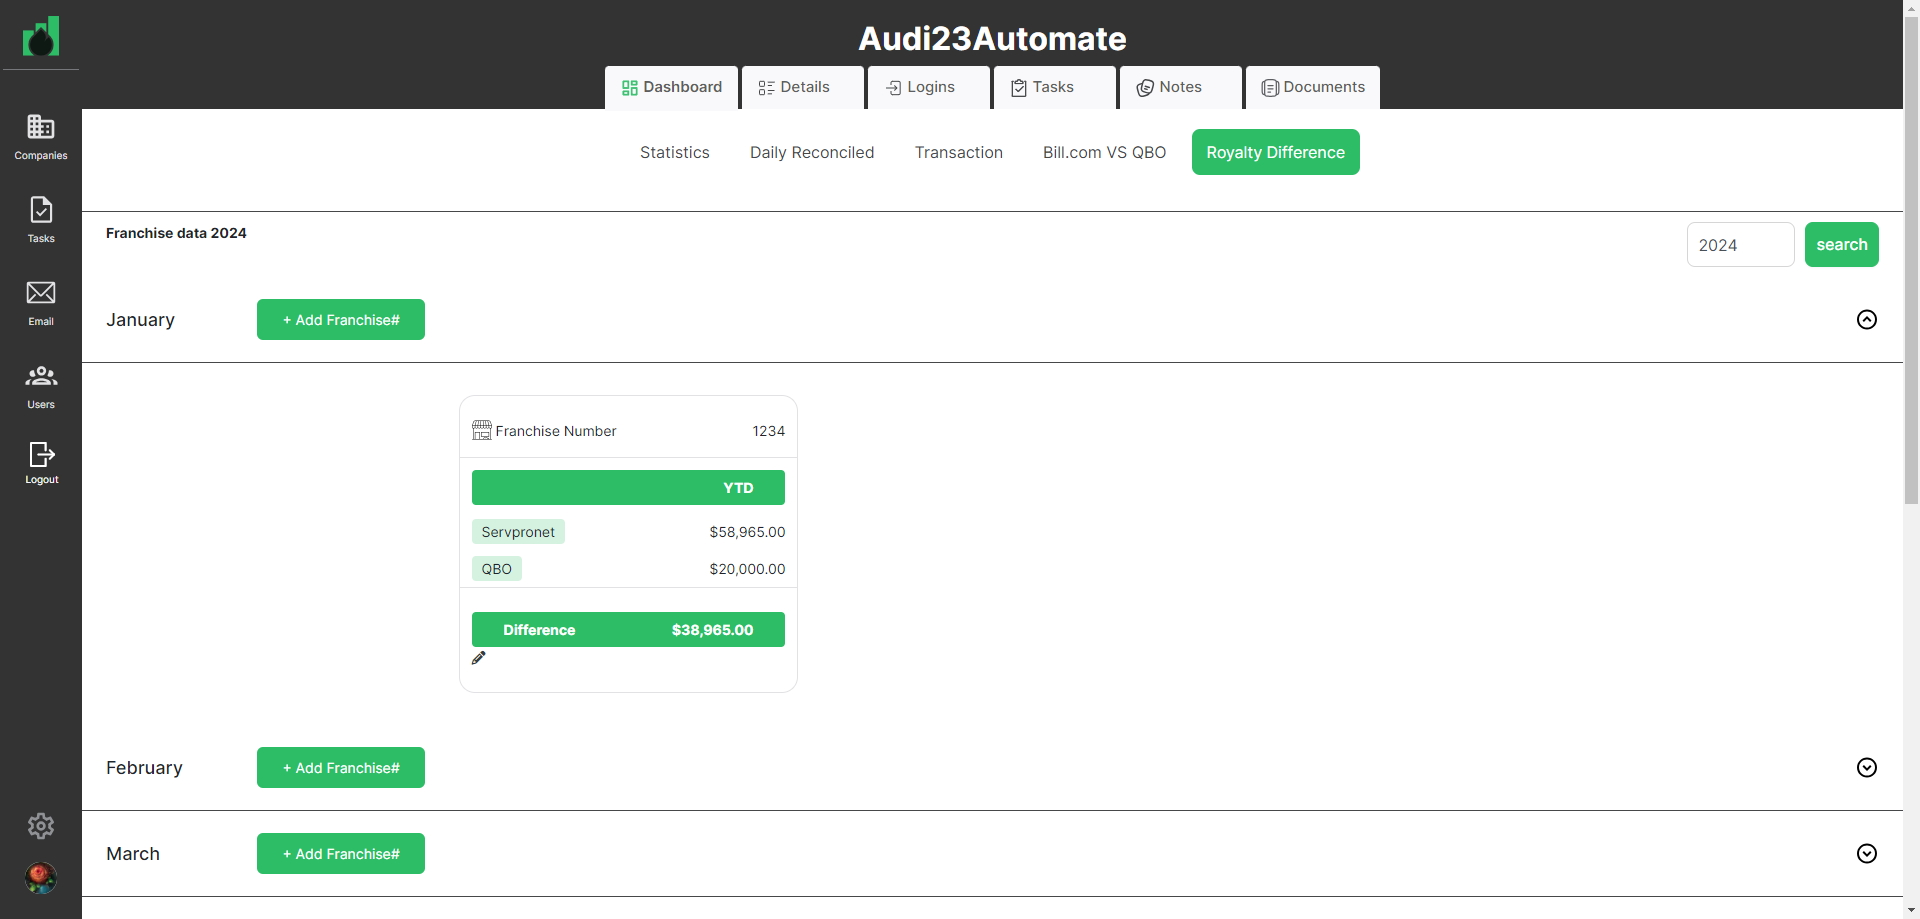 Audi23Automate
Dashboard
Details
Logins
Tasks
Notes
Documents
Companies
Tasks
Email
Users
Logout
Statistics
Daily Reconciled
Transaction
Bill.com VS QBO
Royalty Difference
Franchise data 2024
2024
search
January
+ Add Franchise#
Franchise Number 1234
YTD
Servpronet $58,965.00
QBO $20,000.00
Difference $38,965.00
February
+ Add Franchise#
March
+ Add Franchise#